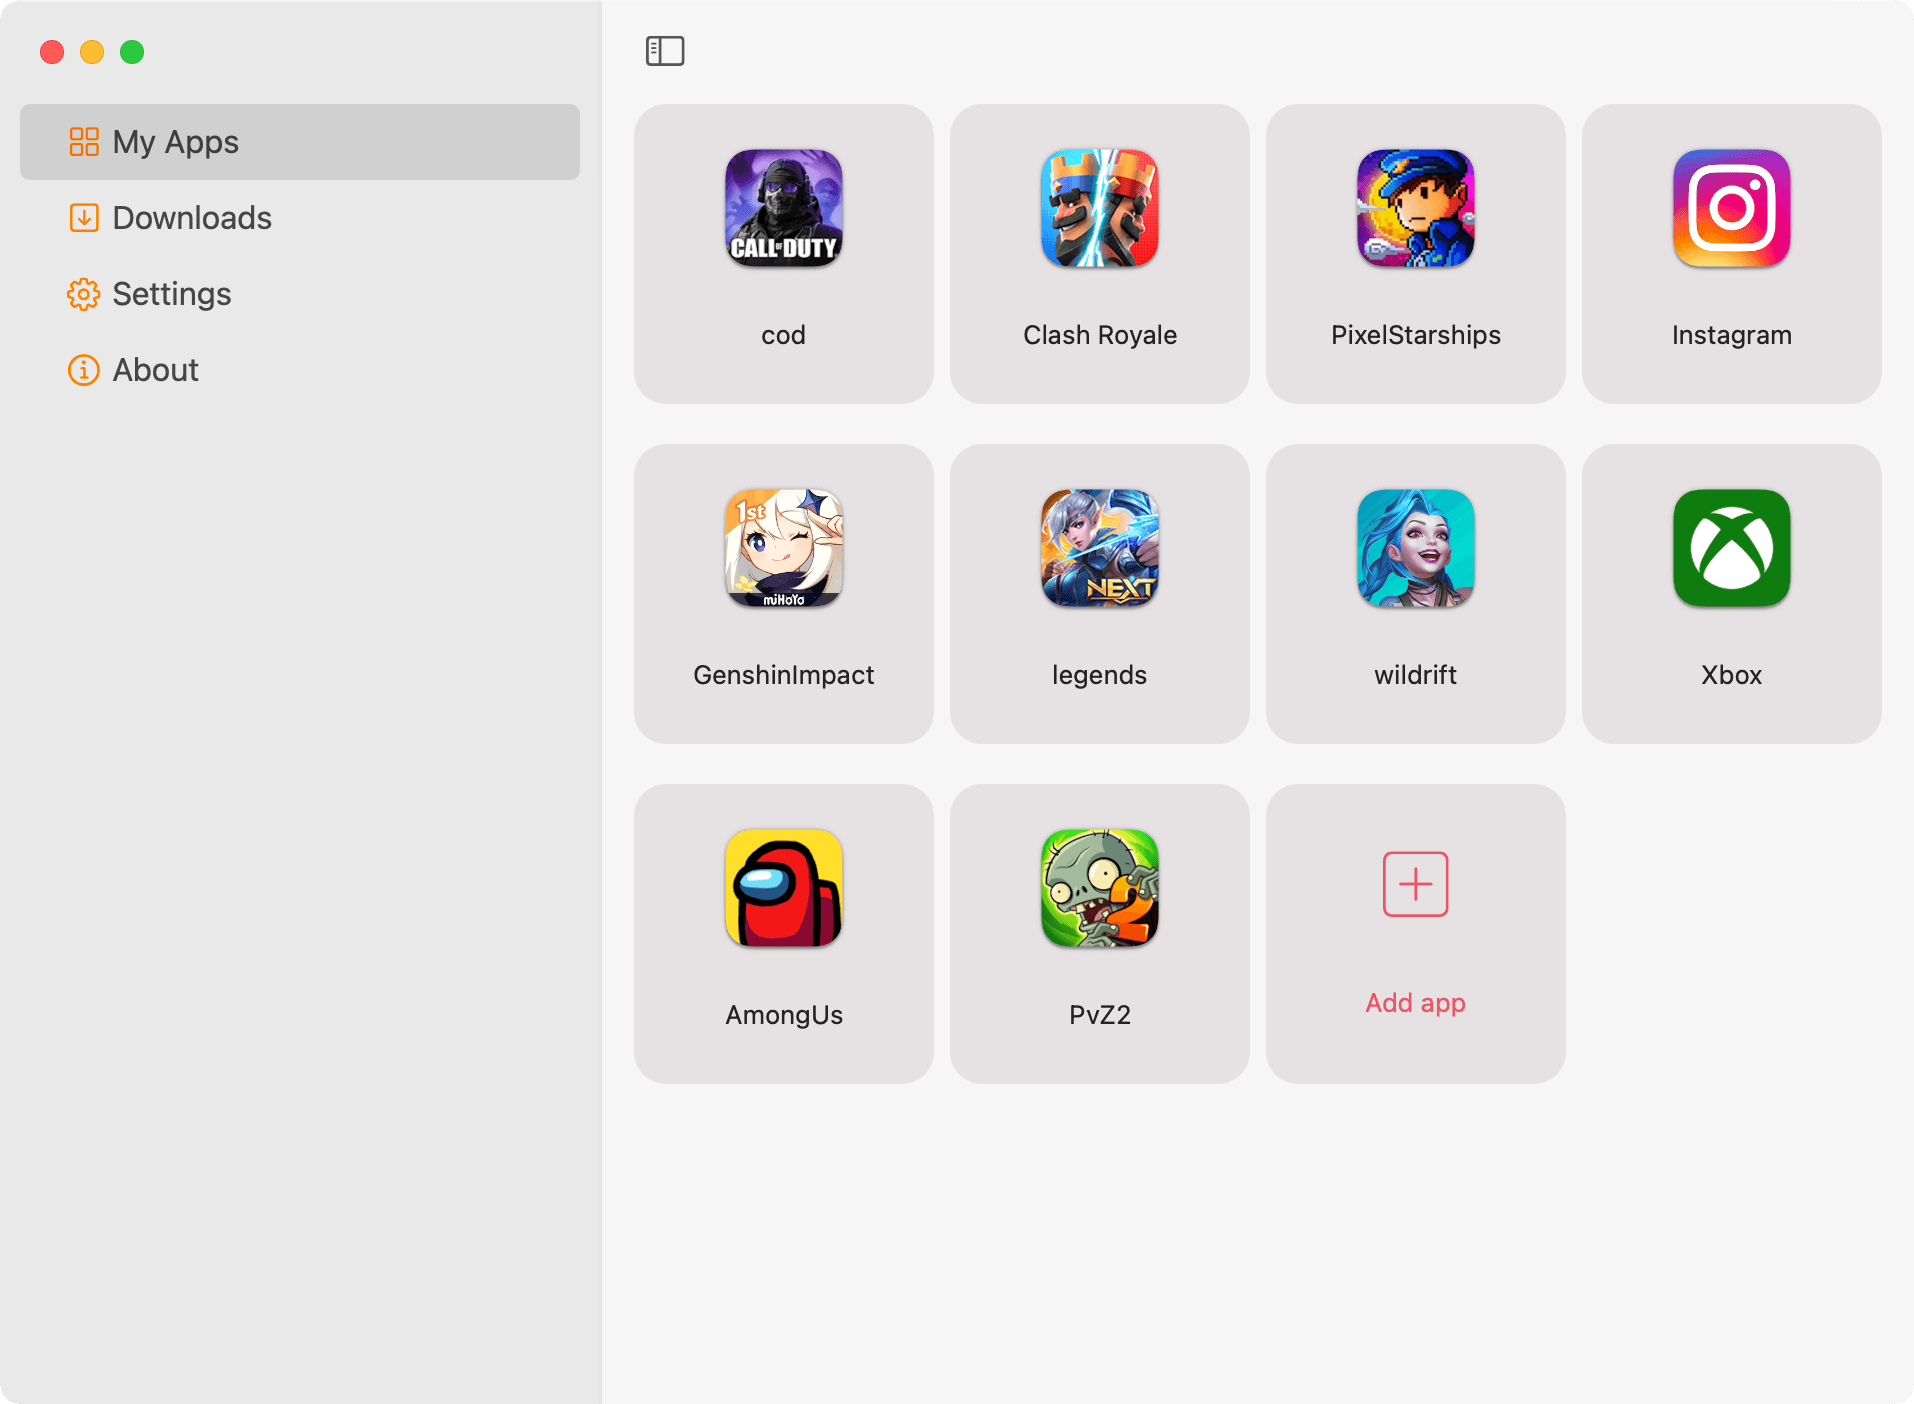 My Apps
Downloads
Settings
About
CALL OF DUTY
cod
Clash Royale
PixelStarships
Instagram
1st
miHoYo
GenshinImpact
NEXT
legends
wildrift
Xbox
AmongUs
2
PvZ2
Add app